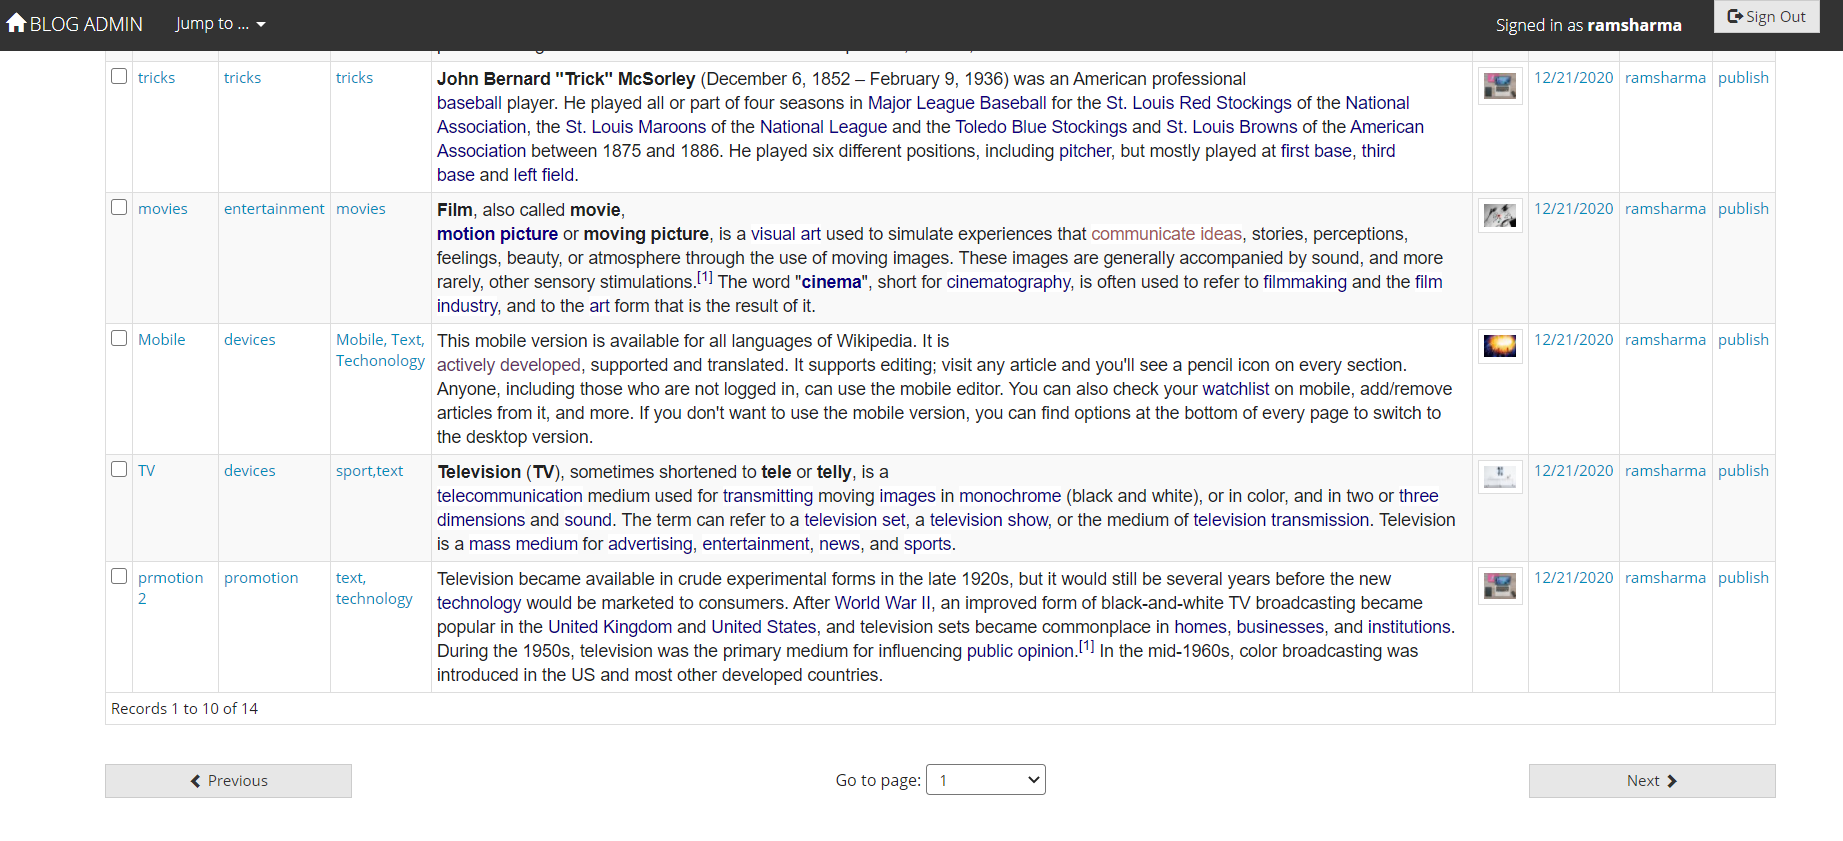 BLOG ADMIN
Jump to ...
Signed in as ramsharma
Sign Out
tricks
tricks
tricks
John Bernard "Trick" McSorley (December 6, 1852 – February 9, 1936) was an American professional
baseball player. He played all or part of four seasons in Major League Baseball for the St. Louis Red Stockings of the National
Association, the St. Louis Maroons of the National League and the Toledo Blue Stockings and St. Louis Browns of the American
Association between 1875 and 1886. He played six different positions, including pitcher, but mostly played at first base, third
base and left field.
12/21/2020
ramsharma
publish
movies
entertainment
movies
Film, also called movie,
motion picture or moving picture, is a visual art used to simulate experiences that communicate ideas, stories, perceptions,
feelings, beauty, or atmosphere through the use of moving images. These images are generally accompanied by sound, and more
rarely, other sensory stimulations.[1] The word "cinema", short for cinematography, is often used to refer to filmmaking and the film
industry, and to the art form that is the result of it.
12/21/2020
ramsharma
publish
Mobile
devices
Mobile, Text,
Techonology
This mobile version is available for all languages of Wikipedia. It is
actively developed, supported and translated. It supports editing; visit any article and you'll see a pencil icon on every section.
Anyone, including those who are not logged in, can use the mobile editor. You can also check your watchlist on mobile, add/remove
articles from it, and more. If you don't want to use the mobile version, you can find options at the bottom of every page to switch to
the desktop version.
12/21/2020
ramsharma
publish
TV
devices
sport,text
Television (TV), sometimes shortened to tele or telly, is a
telecommunication medium used for transmitting moving images in monochrome (black and white), or in color, and in two or three
dimensions and sound. The term can refer to a television set, a television show, or the medium of television transmission. Television
is a mass medium for advertising, entertainment, news, and sports.
12/21/2020
ramsharma
publish
prmotion
2
promotion
text,
technology
Television became available in crude experimental forms in the late 1920s, but it would still be several years before the new
technology would be marketed to consumers. After World War II, an improved form of black-and-white TV broadcasting became
popular in the United Kingdom and United States, and television sets became commonplace in homes, businesses, and institutions.
During the 1950s, television was the primary medium for influencing public opinion.[1] In the mid-1960s, color broadcasting was
introduced in the US and most other developed countries.
12/21/2020
ramsharma
publish
Records 1 to 10 of 14
Previous
Go to page: 1
Next